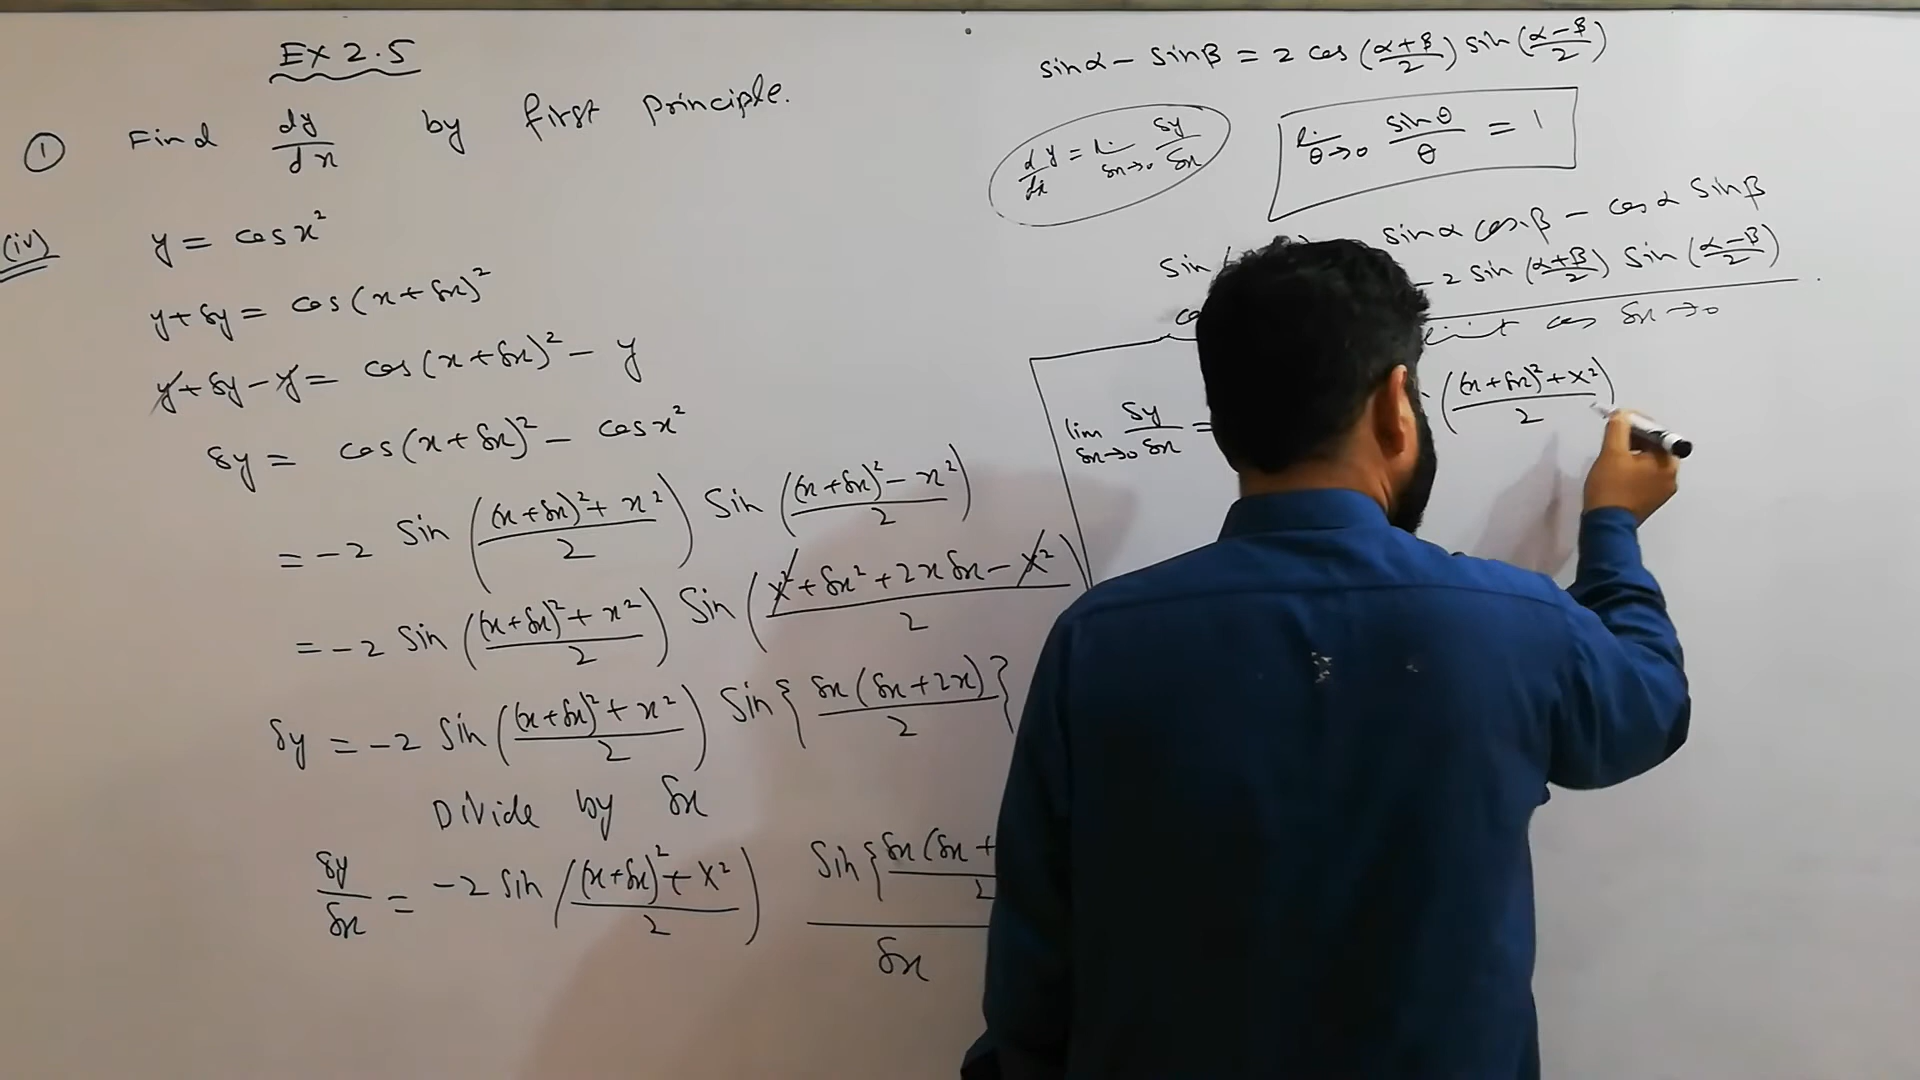 Ex 2.5
① Find dy/dx by first principle.
(iv) y = cos x²
y + δy = cos(x + δx)²
y + δy - y = cos(x + δx)² - y
δy = cos(x + δx)² - cos x²
= -2 Sin ((x + δx)² + x² / 2) Sin ((x + δx)² - x² / 2)
= -2 Sin ((x + δx)² + x² / 2) Sin (x² + δx² + 2xδx - x² / 2)
δy = -2 Sin ((x + δx)² + x² / 2) Sin {δx(δx + 2x) / 2}
Divide by δx
δy/δx = -2 Sin ((x + δx)² + x² / 2) Sin {δx(δx + / 2 / δx
sinα - sinβ = 2 cos (α+β / 2) sin (α-β / 2)
dy/dx = δx→0 δy/δx
θ→0 sinθ/θ = 1
Sin ( sinα cosβ - cosα Sinβ
- 2 sin (α+β / 2) Sin (α-β / 2)
δx→0
lim δx→0 δy/δx = ((x + δx)² + x² / 2)